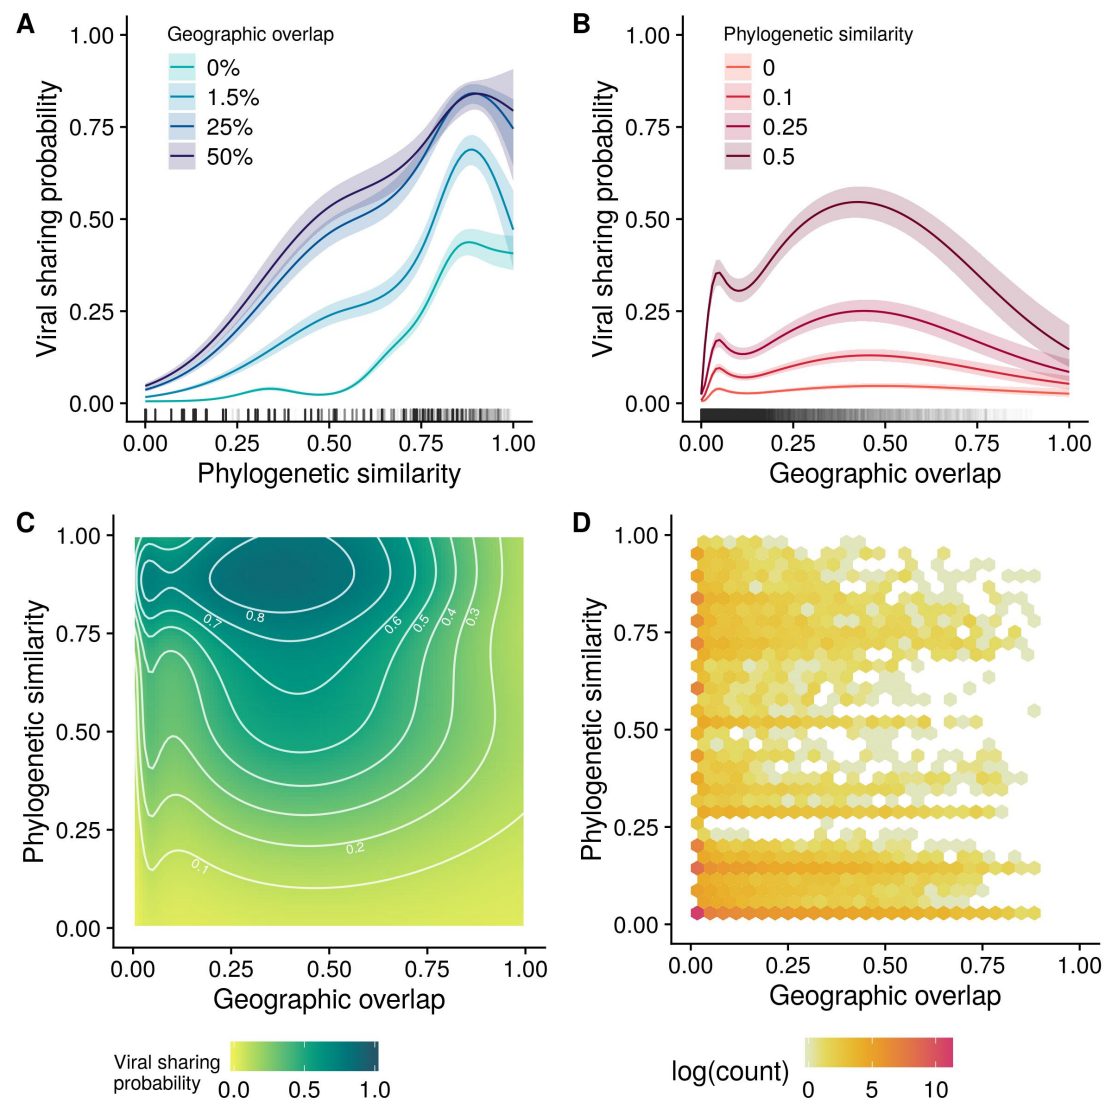 A
Geographic overlap
0%
1.5%
25%
50%
1.00
0.75
0.50
0.25
0.00
Viral sharing probability
0.00 0.25 0.50 0.75 1.00
Phylogenetic similarity
B
Phylogenetic similarity
0
0.1
0.25
0.5
1.00
0.75
0.50
0.25
0.00
Viral sharing probability
0.00 0.25 0.50 0.75 1.00
Geographic overlap
C
1.00
0.75
0.50
0.25
0.00
Phylogenetic similarity
0.7
0.8
0.6
0.5
0.4
0.3
0.2
0.1
0.00 0.25 0.50 0.75 1.00
Geographic overlap
Viral sharing
probability
0.0 0.5 1.0
D
1.00
0.75
0.50
0.25
0.00
Phylogenetic similarity
0.00 0.25 0.50 0.75 1.00
Geographic overlap
log(count)
0 5 10